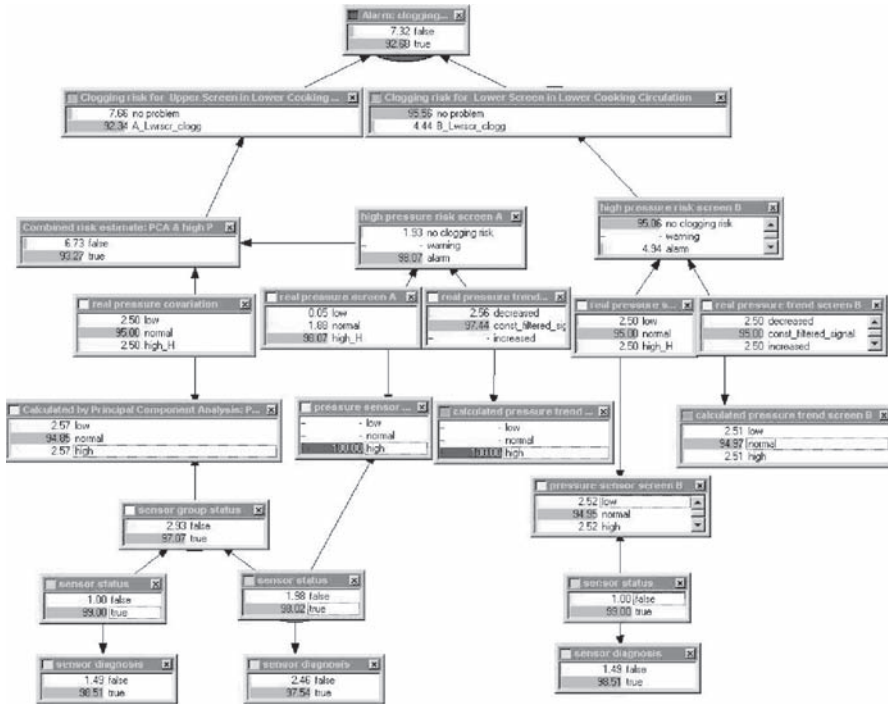 Alarm: clogging...
7.32 false
92.68 true
Clogging risk for Upper Screen in Lower Cooking ...
7.66 no problem
92.34 A_Lwrscr_clogg
Clogging risk for Lower Screen in Lower Cooking Circulation
95.56 no problem
4.44 B_Lwrscr_clogg
Combined risk estimate: PCA & high P
6.73 false
93.27 true
high pressure risk screen A
1.93 no clogging risk
- warning
98.07 alarm
high pressure risk screen B
95.06 no clogging risk
- warning
4.94 alarm
real pressure covariation
2.50 low
95.00 normal
2.50 high_H
real pressure screen A
0.05 low
1.88 normal
98.07 high_H
real pressure trend...
2.56 decreased
97.44 const_filtered_sig
- increased
real pressure s...
2.50 low
95.00 normal
2.50 high_H
real pressure trend screen B
2.50 decreased
95.00 const_filtered_signal
2.50 increased
Calculated by Principal Component Analysis: P...
2.57 low
94.85 normal
2.57 high
pressure sensor ...
- low
- normal
100.00 high
calculated pressure trend ...
- low
- normal
100.00 high
calculated pressure trend screen B
2.51 low
94.97 normal
2.51 high
pressure sensor screen B
2.52 low
94.95 normal
2.52 high
sensor group status
2.93 false
97.07 true
sensor status
1.00 false
99.00 true
sensor status
1.98 false
98.02 true
sensor status
1.00 false
99.00 true
sensor diagnosis
1.49 false
98.51 true
sensor diagnosis
2.46 false
97.54 true
sensor diagnosis
1.49 false
98.51 true